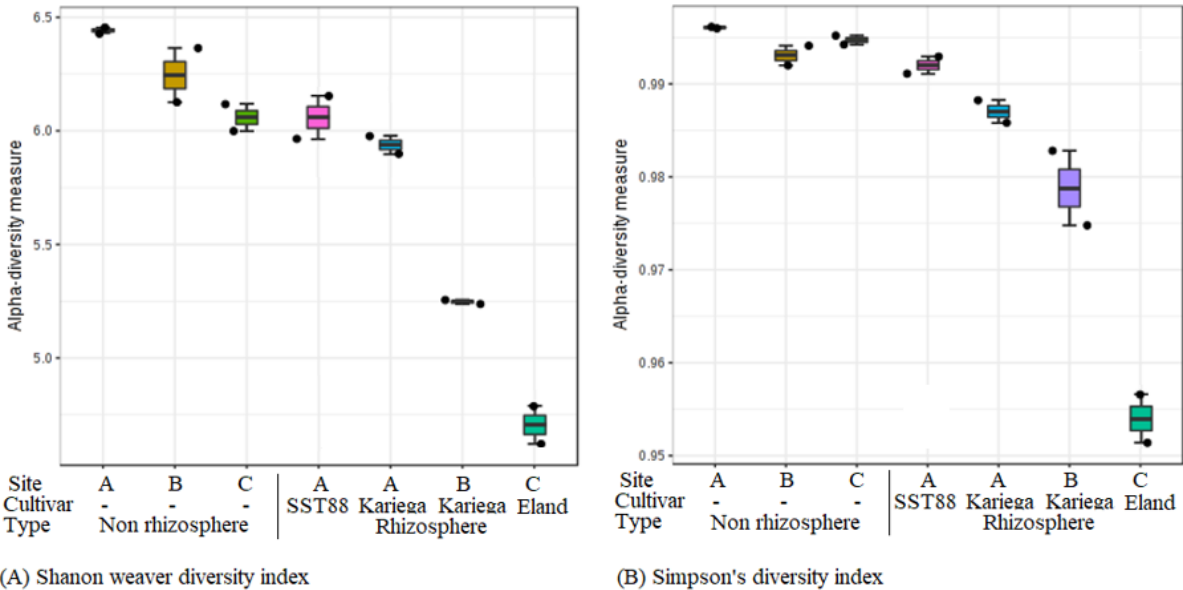 6.5
6.0
5.5
5.0
Alpha-diversity measure
Site A B C A A B C
Cultivar - - - SST88 Kariega Kariega Eland
Type Non rhizosphere Rhizosphere
(A) Shanon weaver diversity index
0.99
0.98
0.97
0.96
0.95
Alpha-diversity measure
Site A B C A A B C
Cultivar - - - SST88 Kariega Kariega Eland
Type Non rhizosphere Rhizosphere
(B) Simpson's diversity index